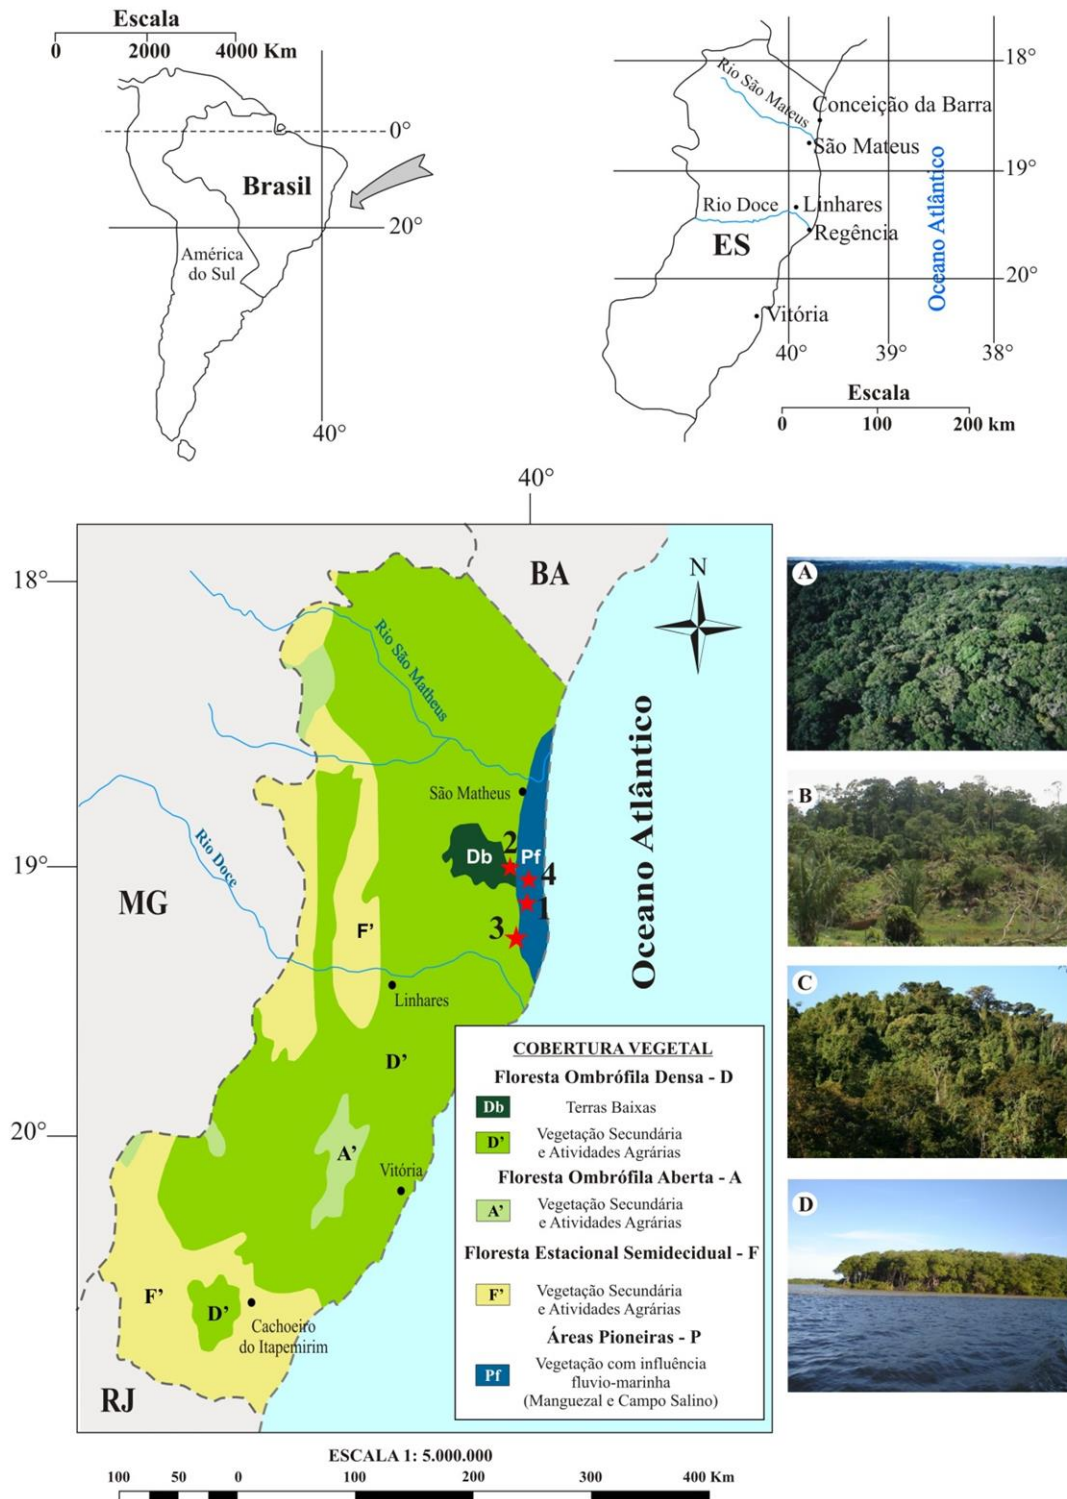 Escala
0 2000 4000 Km
0°
Brasil
20°
América
do Sul
40°
18°
Rio São Mateus
Conceição da Barra
São Mateus
19°
Rio Doce
Linhares
Regência
ES
Oceano Atlântico
20°
Vitória
40° 39° 38°
Escala
0 100 200 km
40°
18°
BA
N
Rio São Matheus
Oceano Atlântico
São Matheus
2
Db
Pf
19°
4
Rio Doce
MG
1
3
F'
Linhares
D'
20°
A'
Vitória
F'
D'
Cachoeiro
do Itapemirim
RJ
COBERTURA VEGETAL
Floresta Ombrófila Densa - D
Db Terras Baixas
D' Vegetação Secundária
e Atividades Agrárias
Floresta Ombrófila Aberta - A
A' Vegetação Secundária
e Atividades Agrárias
Floresta Estacional Semidecidual - F
F' Vegetação Secundária
e Atividades Agrárias
Áreas Pioneiras - P
Pf Vegetação com influência
fluvio-marinha
(Manguezal e Campo Salino)
A
B
C
D
ESCALA 1: 5.000.000
100 50 0 100 200 300 400 Km